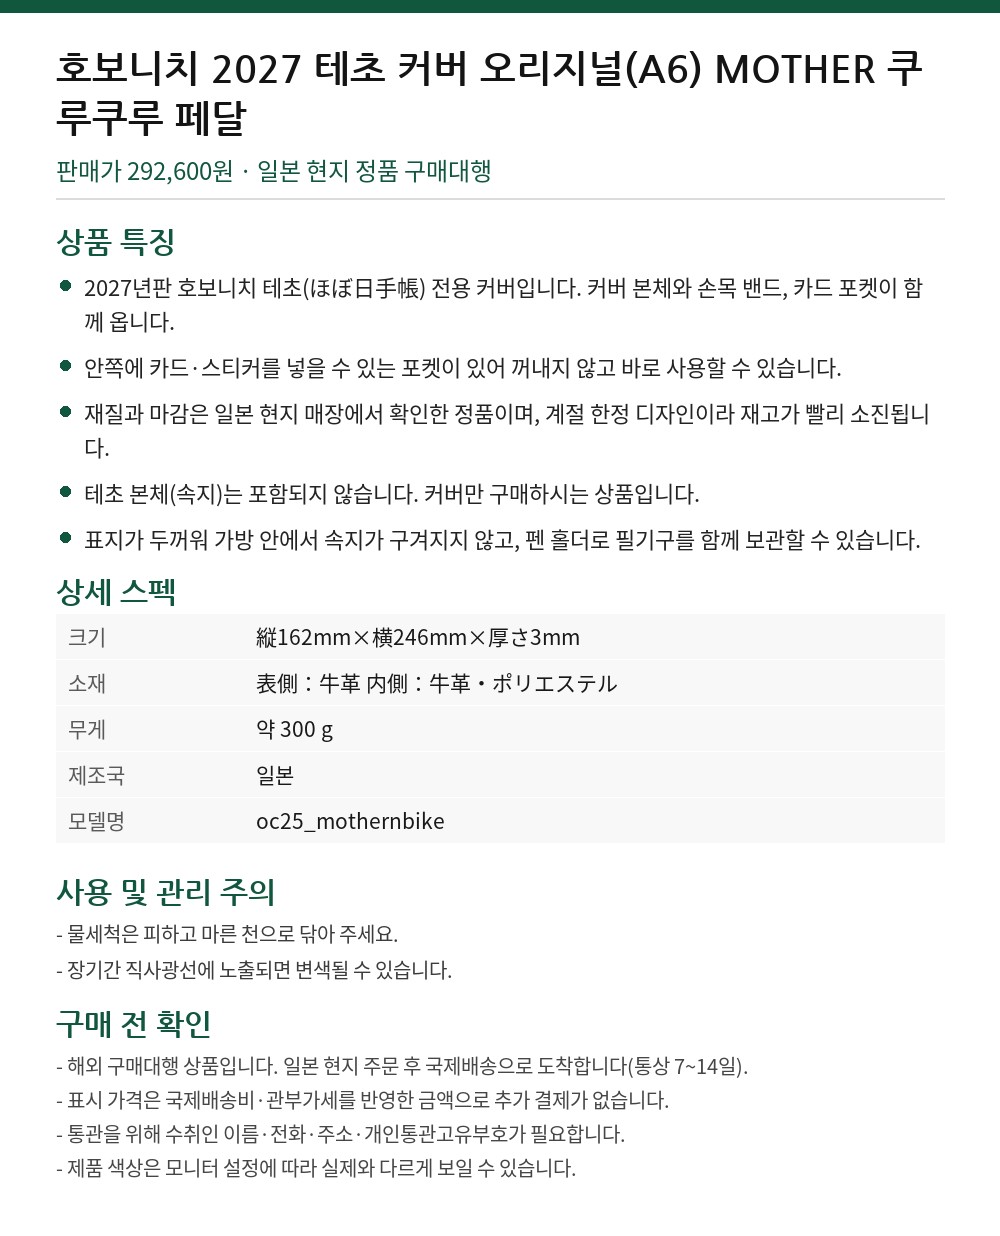 호보니치 2027 테초 커버 오리지널(A6) MOTHER 쿠
루쿠루 페달
판매가 292,600원 · 일본 현지 정품 구매대행
상품 특징
● 2027년판 호보니치 테초(ほぼ日手帳) 전용 커버입니다. 커버 본체와 손목 밴드, 카드 포켓이 함
께 옵니다.
● 안쪽에 카드·스티커를 넣을 수 있는 포켓이 있어 꺼내지 않고 바로 사용할 수 있습니다.
● 재질과 마감은 일본 현지 매장에서 확인한 정품이며, 계절 한정 디자인이라 재고가 빨리 소진됩니
다.
● 테초 본체(속지)는 포함되지 않습니다. 커버만 구매하시는 상품입니다.
● 표지가 두꺼워 가방 안에서 속지가 구겨지지 않고, 펜 홀더로 필기구를 함께 보관할 수 있습니다.
상세 스펙
크기 縦162mm×横246mm×厚さ3mm
소재 表側：牛革 内側：牛革・ポリエステル
무게 약 300 g
제조국 일본
모델명 oc25_mothernbike
사용 및 관리 주의
- 물세척은 피하고 마른 천으로 닦아 주세요.
- 장기간 직사광선에 노출되면 변색될 수 있습니다.
구매 전 확인
- 해외 구매대행 상품입니다. 일본 현지 주문 후 국제배송으로 도착합니다(통상 7~14일).
- 표시 가격은 국제배송비·관부가세를 반영한 금액으로 추가 결제가 없습니다.
- 통관을 위해 수취인 이름·전화·주소·개인통관고유부호가 필요합니다.
- 제품 색상은 모니터 설정에 따라 실제와 다르게 보일 수 있습니다.